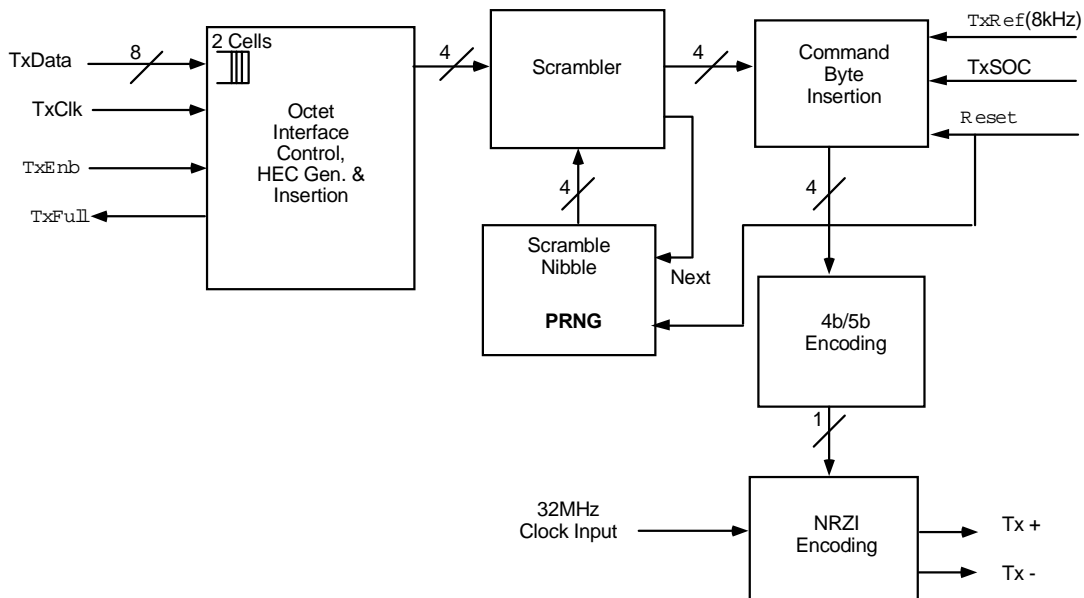 TxData
8
2 Cells
TxClk
TxEnb
TxFull
Octet
Interface
Control,
HEC Gen. &
Insertion
4
Scrambler
4
Command
Byte
Insertion
TxRef(8kHz)
TxSOC
Reset
4
Scramble
Nibble
PRNG
Next
4
4b/5b
Encoding
1
32MHz
Clock Input
NRZI
Encoding
Tx +
Tx -